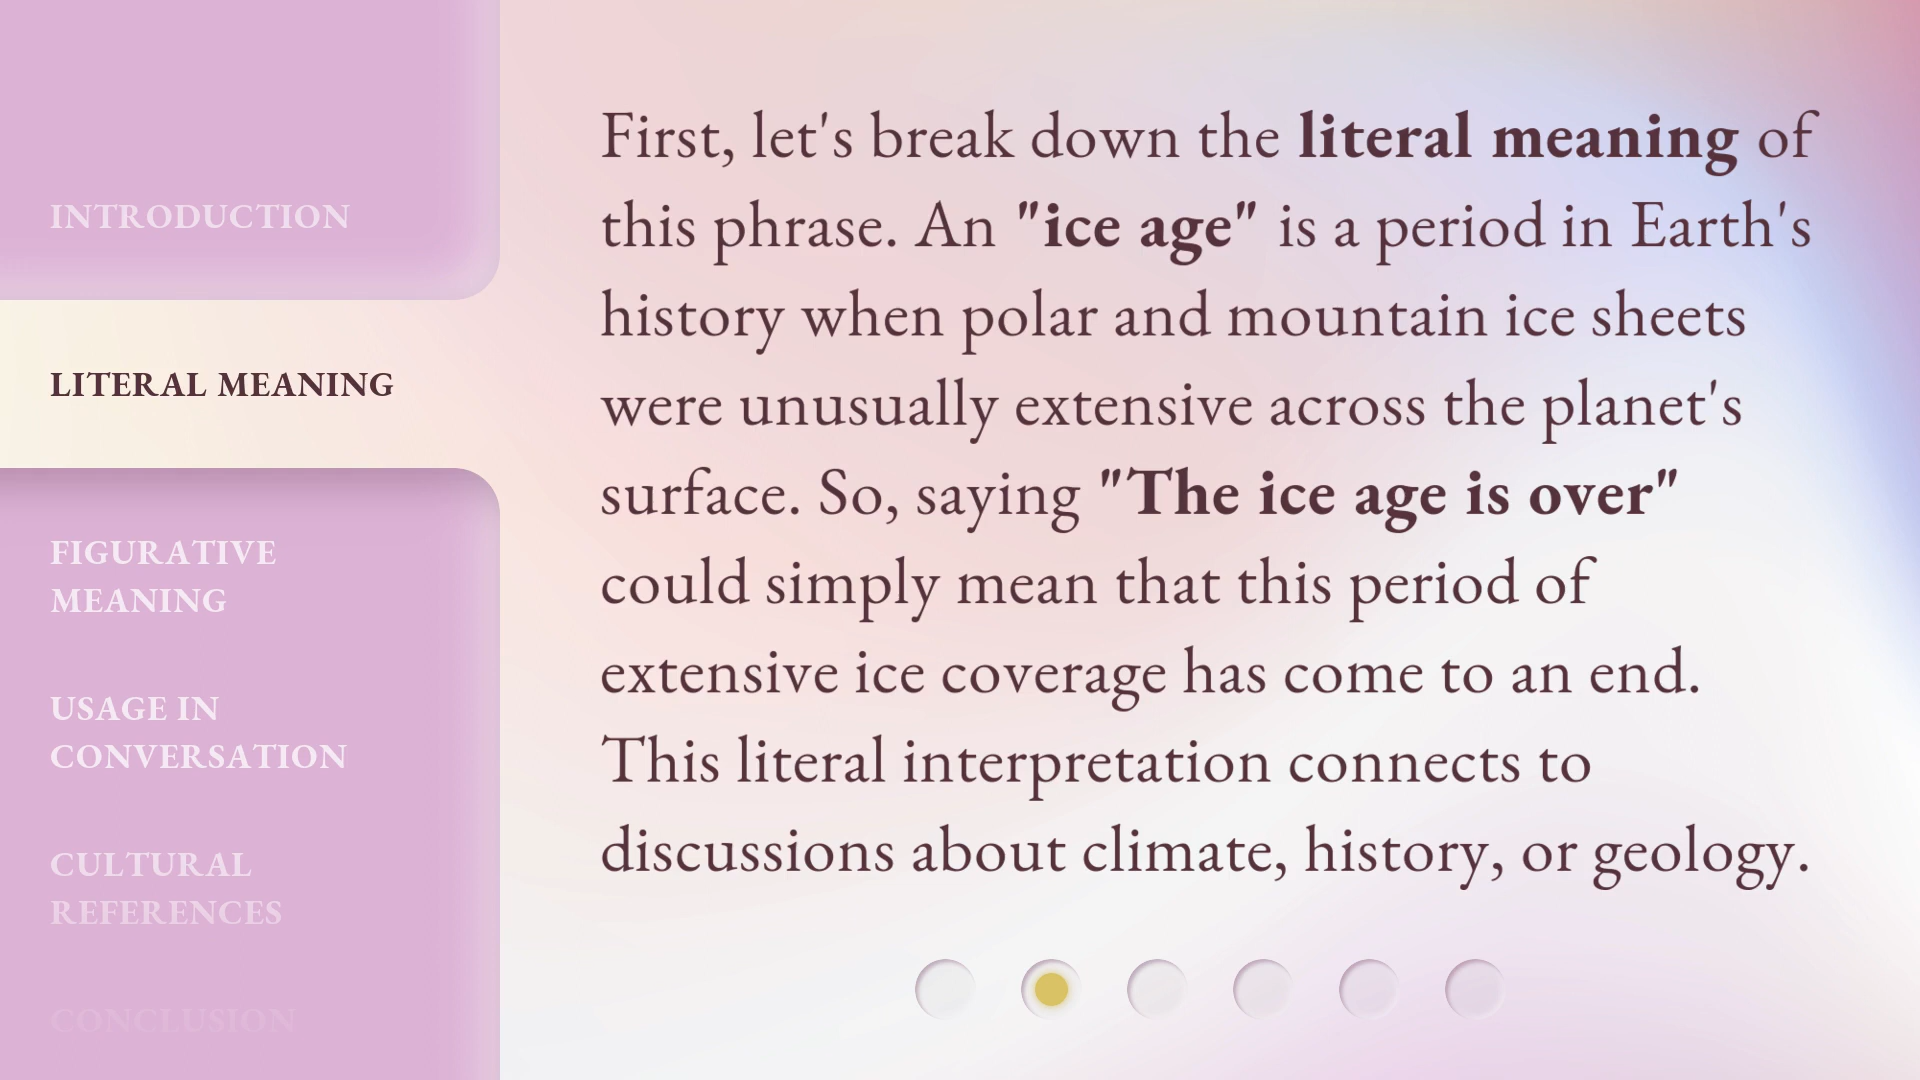 INTRODUCTION
LITERAL MEANING
FIGURATIVE
MEANING
USAGE IN
CONVERSATION
CULTURAL
REFERENCES
CONCLUSION
First, let's break down the literal meaning of
this phrase. An "ice age" is a period in Earth's
history when polar and mountain ice sheets
were unusually extensive across the planet's
surface. So, saying "The ice age is over"
could simply mean that this period of
extensive ice coverage has come to an end.
This literal interpretation connects to
discussions about climate, history, or geology.